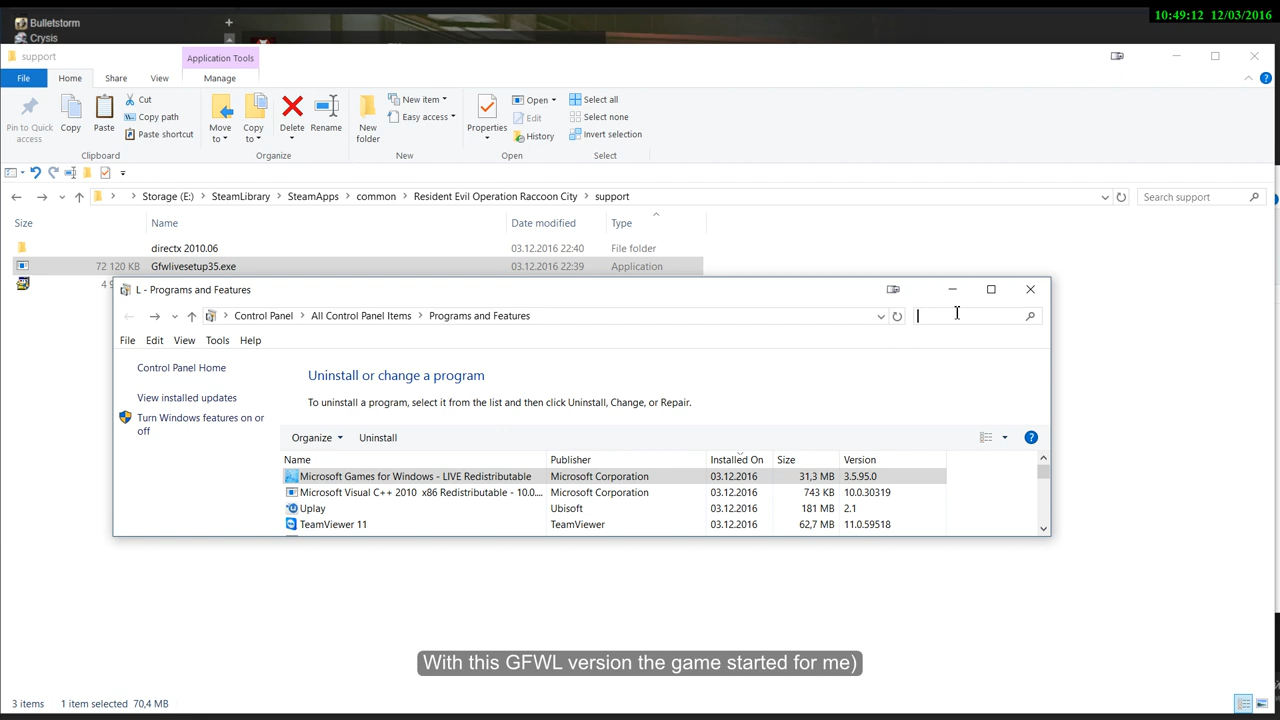 Bulletstorm
Crysis
+
10:49:12 12/03/2016
support
Application Tools
File Home Share View Manage
Pin to Quick access
Copy
Paste
Cut
Copy path
Paste shortcut
Clipboard
Move to
Copy to
Delete
Rename
Organize
New folder
New item
Easy access
New
Properties
Open
Edit
History
Open
Select all
Select none
Invert selection
Select
Storage (E:) > SteamLibrary > SteamApps > common > Resident Evil Operation Raccoon City > support
Search support
Size Name Date modified Type
directx 2010.06 03.12.2016 22:40 File folder
72 120 KB Gfwlivesetup35.exe 03.12.2016 22:39 Application
L - Programs and Features
Control Panel > All Control Panel Items > Programs and Features
File Edit View Tools Help
Control Panel Home
View installed updates
Turn Windows features on or
off
Uninstall or change a program
To uninstall a program, select it from the list and then click Uninstall, Change, or Repair.
Organize Uninstall
Name Publisher Installed On Size Version
Microsoft Games for Windows - LIVE Redistributable Microsoft Corporation 03.12.2016 31,3 MB 3.5.95.0
Microsoft Visual C++ 2010 x86 Redistributable - 10.0.... Microsoft Corporation 03.12.2016 743 KB 10.0.30319
Uplay Ubisoft 03.12.2016 181 MB 2.1
TeamViewer 11 TeamViewer 03.12.2016 62,7 MB 11.0.59518
With this GFWL version the game started for me)
3 items 1 item selected 70,4 MB